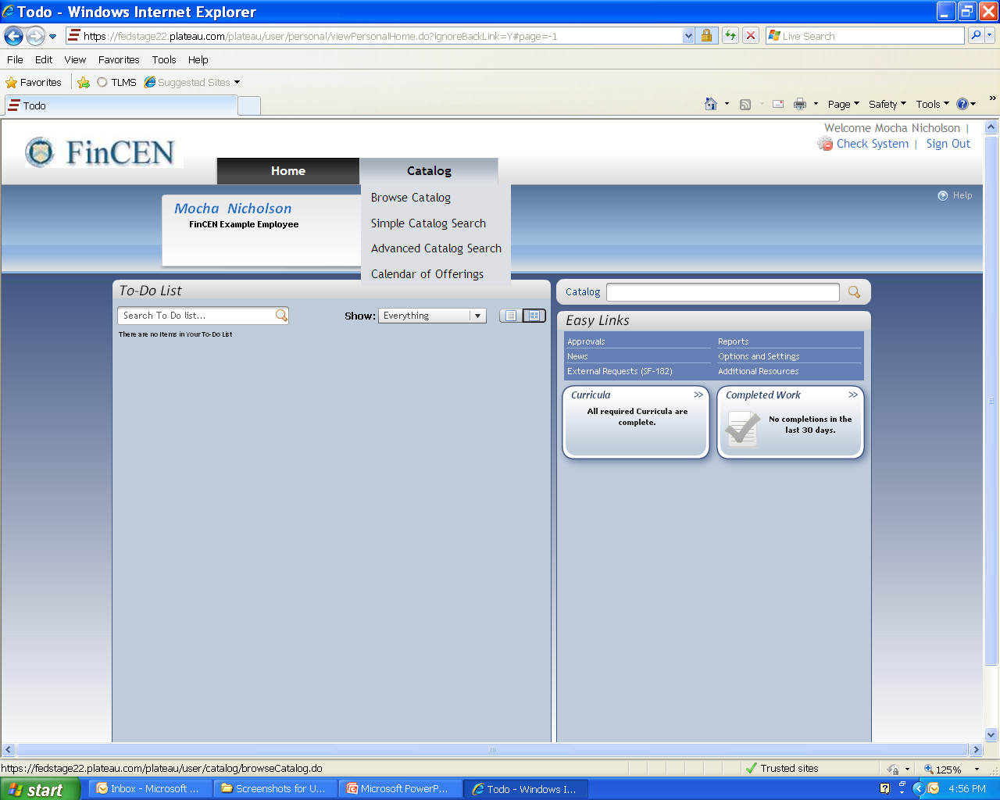 Todo - Windows Internet Explorer
https://fedstage22.plateau.com/plateau/user/personal/viewPersonalHome.do?ignoreBackLink=Y#page=-1
Live Search
File Edit View Favorites Tools Help
Favorites TLMS Suggested Sites
Todo
Page Safety Tools
Welcome Mocha Nicholson |
Check System | Sign Out
FinCEN
Home Catalog
Help
Browse Catalog
Simple Catalog Search
Advanced Catalog Search
Calendar of Offerings
Mocha Nicholson
FinCEN Example Employee
To-Do List
Search To Do list...
Show: Everything
There are no Items in Your To-Do List
Catalog
Easy Links
Approvals Reports
News Options and Settings
External Requests (SF-182) Additional Resources
Curricula >>
All required Curricula are
complete.
Completed Work >>
No completions in the
last 30 days.
https://fedstage22.plateau.com/plateau/user/catalog/browseCatalog.do
Trusted sites
125%
start
Inbox - Microsoft ...
Screenshots for U...
Microsoft PowerP...
Todo - Windows I...
4:56 PM